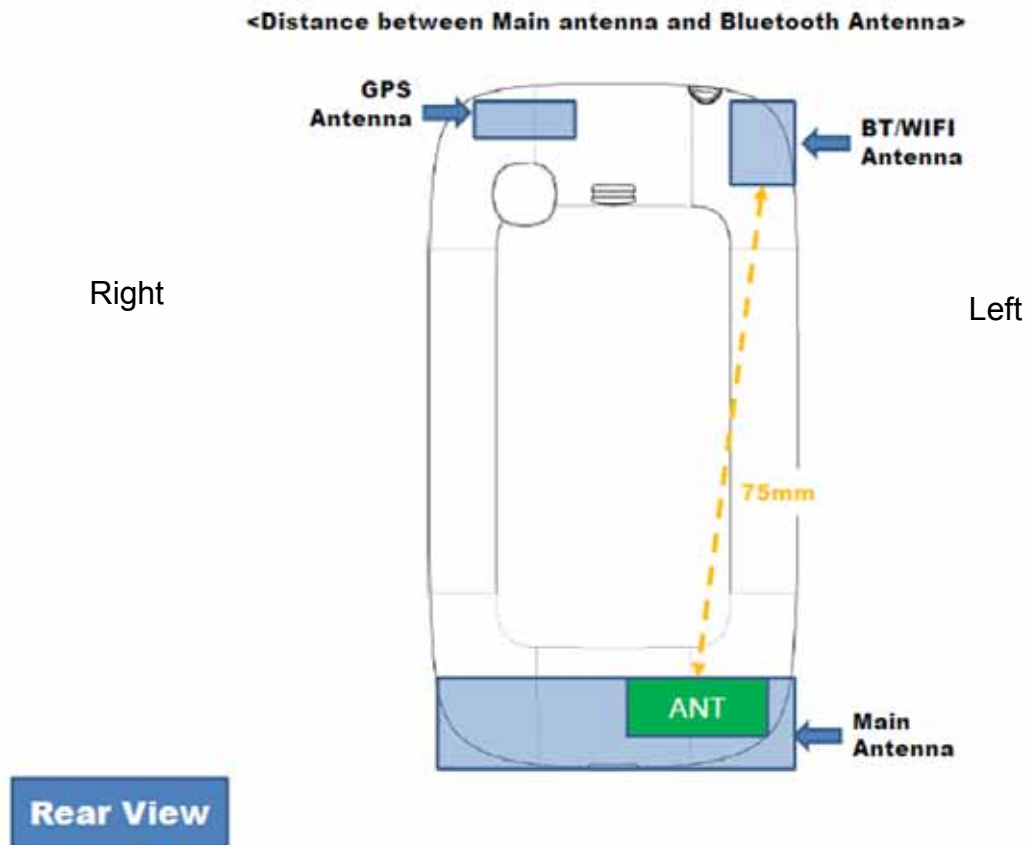 <Distance between Main antenna and Bluetooth Antenna>
GPS
Antenna
BT/WIFI
Antenna
Right
Left
75mm
ANT
Main
Antenna
Rear View